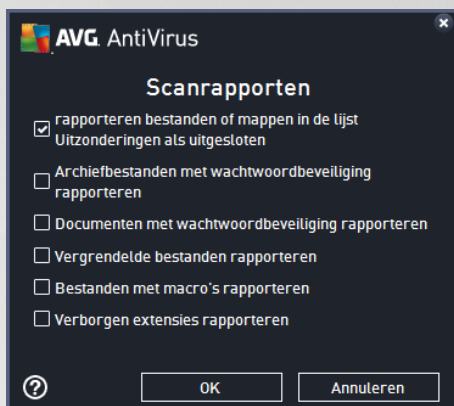 AVG AntiVirus
Scanrapporten
rapporteren bestanden of mappen in de lijst
Uitzonderingen als uitgesloten
Archiefbestanden met wachtwoordbeveiliging
rapporteren
Documenten met wachtwoordbeveiliging rapporteren
Vergrendelde bestanden rapporteren
Bestanden met macro's rapporteren
Verborgen extensies rapporteren
?
OK
Annuleren